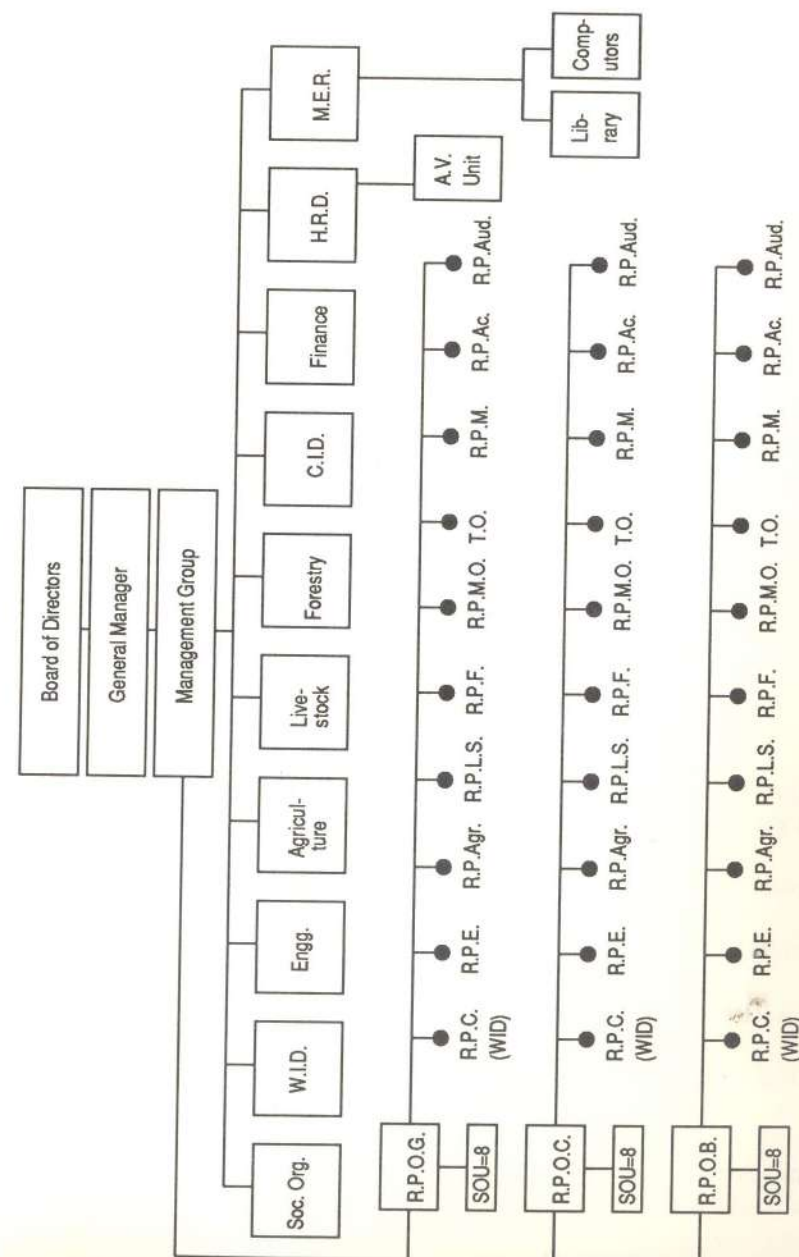 Board of Directors
General Manager
Management Group
Soc. Org.
W.I.D.
Engg.
Agricul-
ture
Live-
stock
Forestry
C.I.D.
Finance
H.R.D.
M.E.R.
A.V.
Unit
Lib-
rary
Comp-
utors
R.P.O.G.
SOU=8
R.P.C.
(WID)
R.P.E.
R.P.Agr.
R.P.L.S.
R.P.F.
R.P.M.O.
T.O.
R.P.M.
R.P.Ac.
R.P.Aud.
R.P.O.C.
SOU=8
R.P.C.
(WID)
R.P.E.
R.P.Agr.
R.P.L.S.
R.P.F.
R.P.M.O.
T.O.
R.P.M.
R.P.Ac.
R.P.Aud.
R.P.O.B.
SOU=8
R.P.C.
(WID)
R.P.E.
R.P.Agr.
R.P.L.S.
R.P.F.
R.P.M.O.
T.O.
R.P.M.
R.P.Ac.
R.P.Aud.